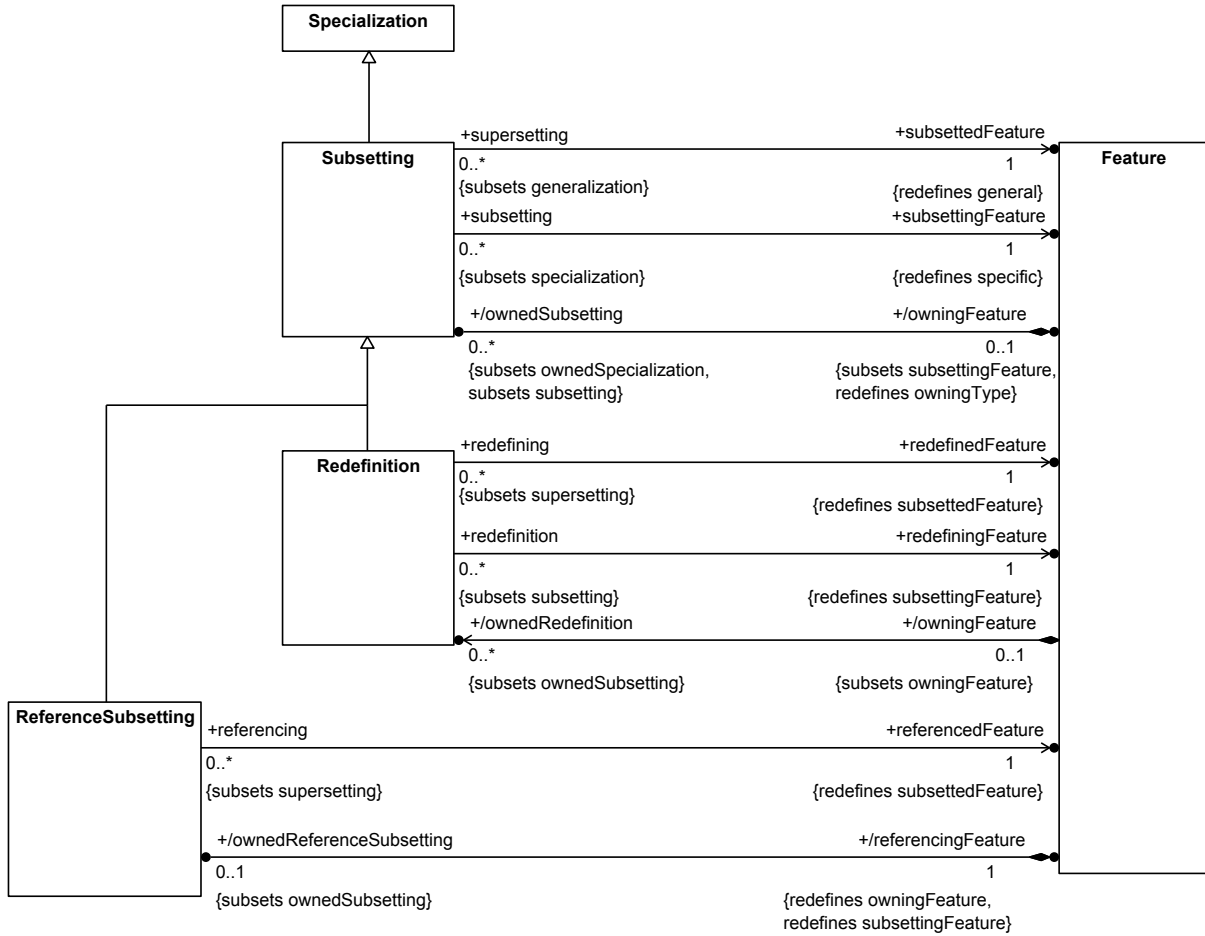 Specialization
Subsetting
Feature
+supersetting
+subsettedFeature
0..*
1
{subsets generalization}
{redefines general}
+subsetting
+subsettingFeature
0..*
1
{subsets specialization}
{redefines specific}
+/ownedSubsetting
+/owningFeature
0..*
0..1
{subsets ownedSpecialization,
subsets subsetting}
{subsets subsettingFeature,
redefines owningType}
Redefinition
+redefining
+redefinedFeature
0..*
1
{subsets supersetting}
{redefines subsettedFeature}
+redefinition
+redefiningFeature
0..*
1
{subsets subsetting}
{redefines subsettingFeature}
+/ownedRedefinition
+/owningFeature
0..*
0..1
{subsets ownedSubsetting}
{subsets owningFeature}
ReferenceSubsetting
+referencing
+referencedFeature
0..*
1
{subsets supersetting}
{redefines subsettedFeature}
+/ownedReferenceSubsetting
+/referencingFeature
0..1
1
{subsets ownedSubsetting}
{redefines owningFeature,
redefines subsettingFeature}